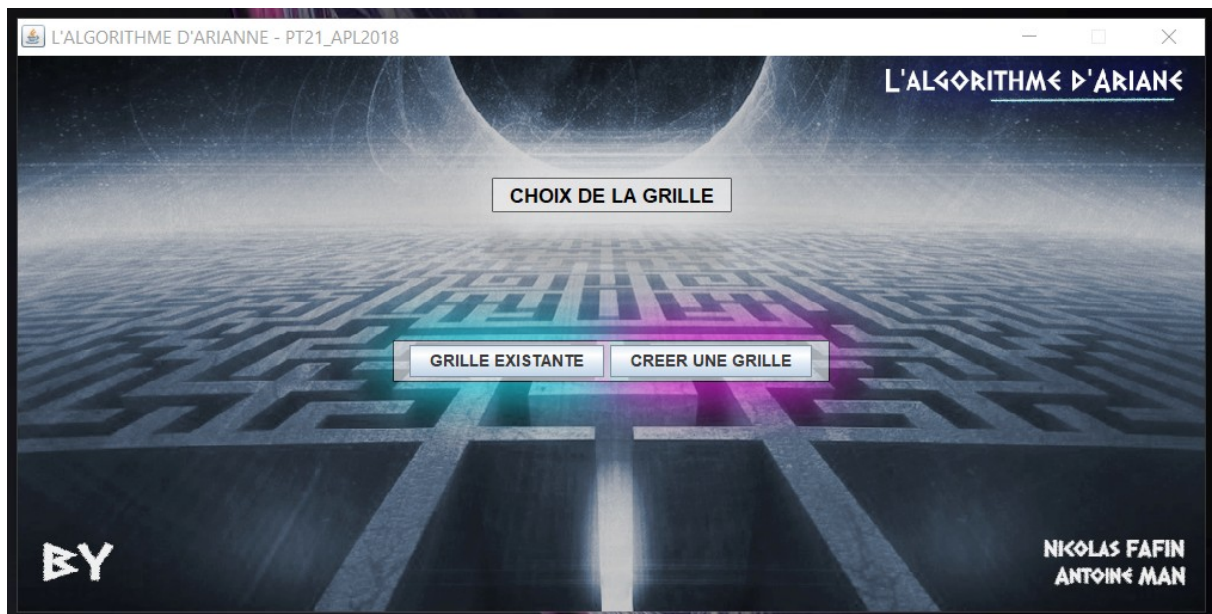 L'ALGORITHME D'ARIANNE - PT21_APL2018
L'ALGORITHME D'ARIANE
CHOIX DE LA GRILLE
GRILLE EXISTANTE CREER UNE GRILLE
BY
NICOLAS FAFIN
ANTOINE MAN